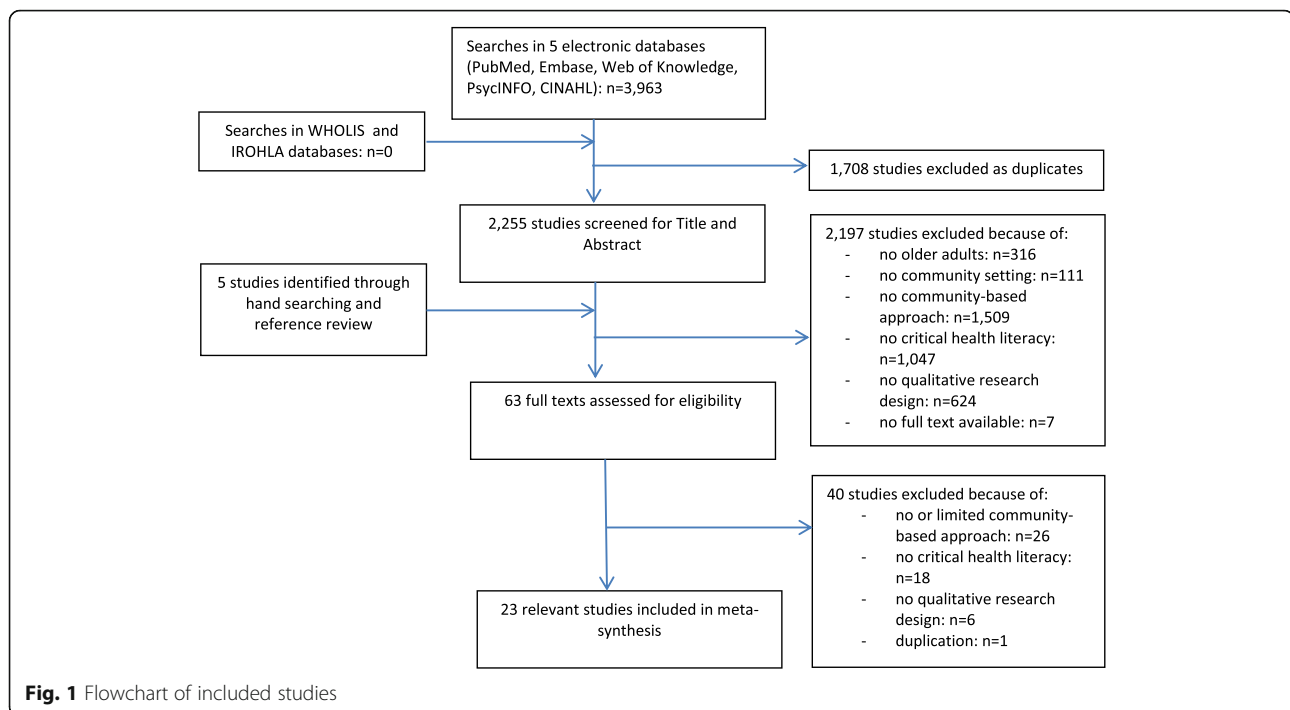 Searches in 5 electronic databases
(PubMed, Embase, Web of Knowledge,
PsycINFO, CINAHL): n=3,963
Searches in WHOLIS and
IROHLA databases: n=0
1,708 studies excluded as duplicates
2,255 studies screened for Title and
Abstract
5 studies identified through
hand searching and
reference review
2,197 studies excluded because of:
- no older adults: n=316
- no community setting: n=111
- no community-based
approach: n=1,509
- no critical health literacy:
n=1,047
- no qualitative research
design: n=624
- no full text available: n=7
63 full texts assessed for eligibility
40 studies excluded because of:
- no or limited community-
based approach: n=26
- no critical health literacy:
n=18
- no qualitative research
design: n=6
- duplication: n=1
23 relevant studies included in meta-
synthesis
Fig. 1 Flowchart of included studies